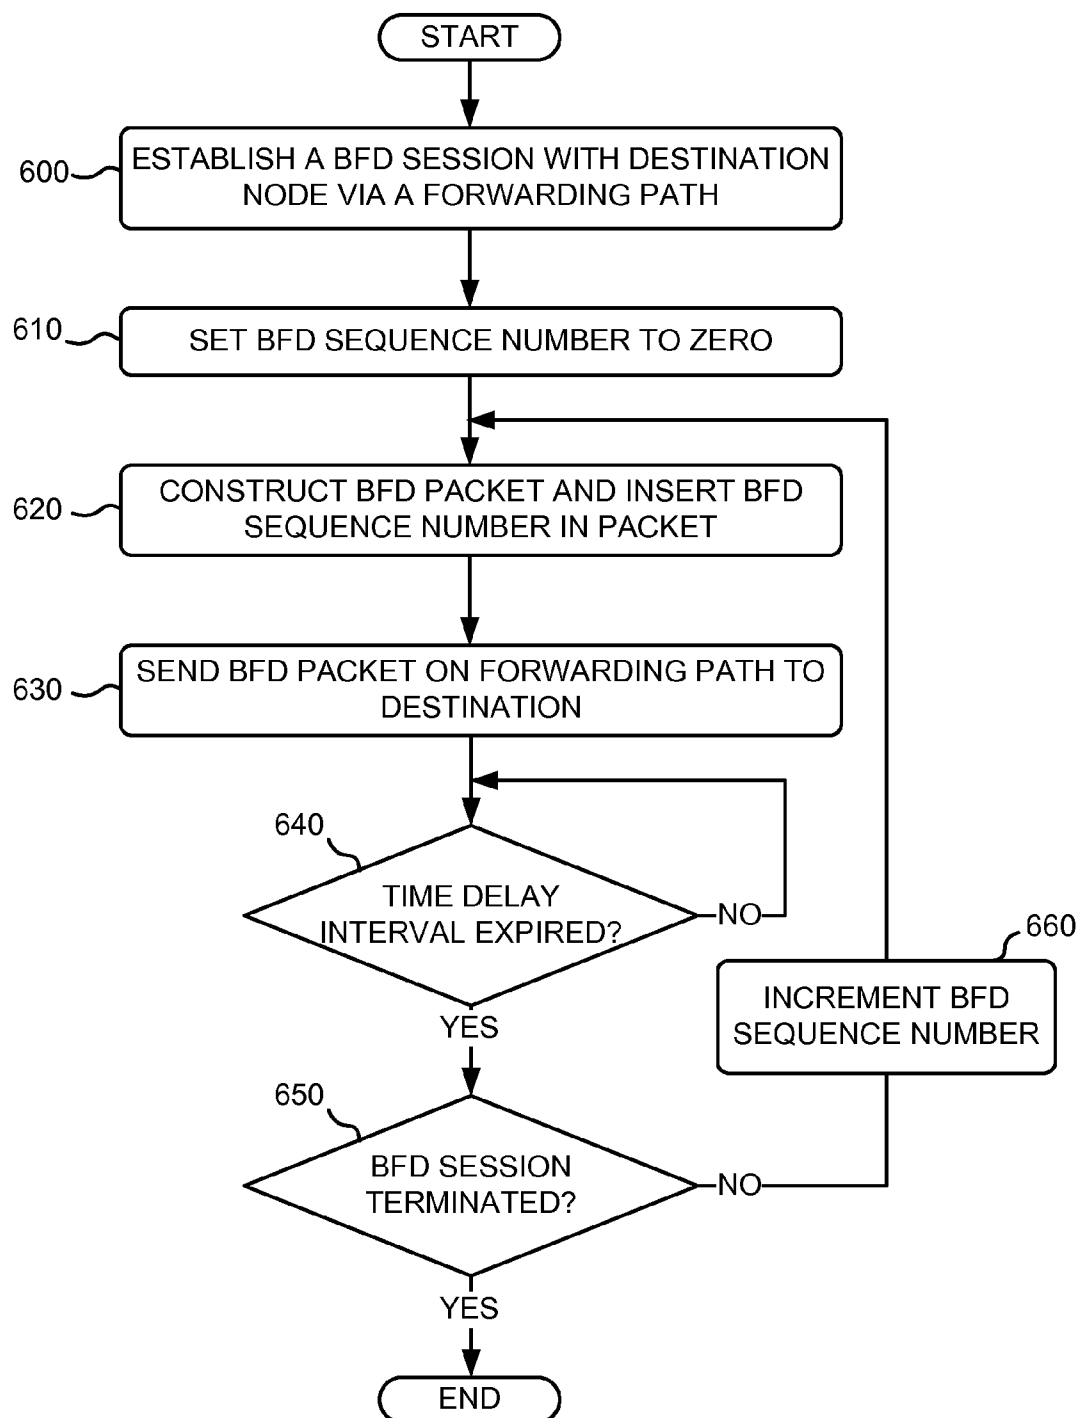 START
600
ESTABLISH A BFD SESSION WITH DESTINATION
NODE VIA A FORWARDING PATH
610
SET BFD SEQUENCE NUMBER TO ZERO
620
CONSTRUCT BFD PACKET AND INSERT BFD
SEQUENCE NUMBER IN PACKET
630
SEND BFD PACKET ON FORWARDING PATH TO
DESTINATION
640
TIME DELAY
INTERVAL EXPIRED?
NO
660
INCREMENT BFD
SEQUENCE NUMBER
YES
650
BFD SESSION
TERMINATED?
NO
YES
END